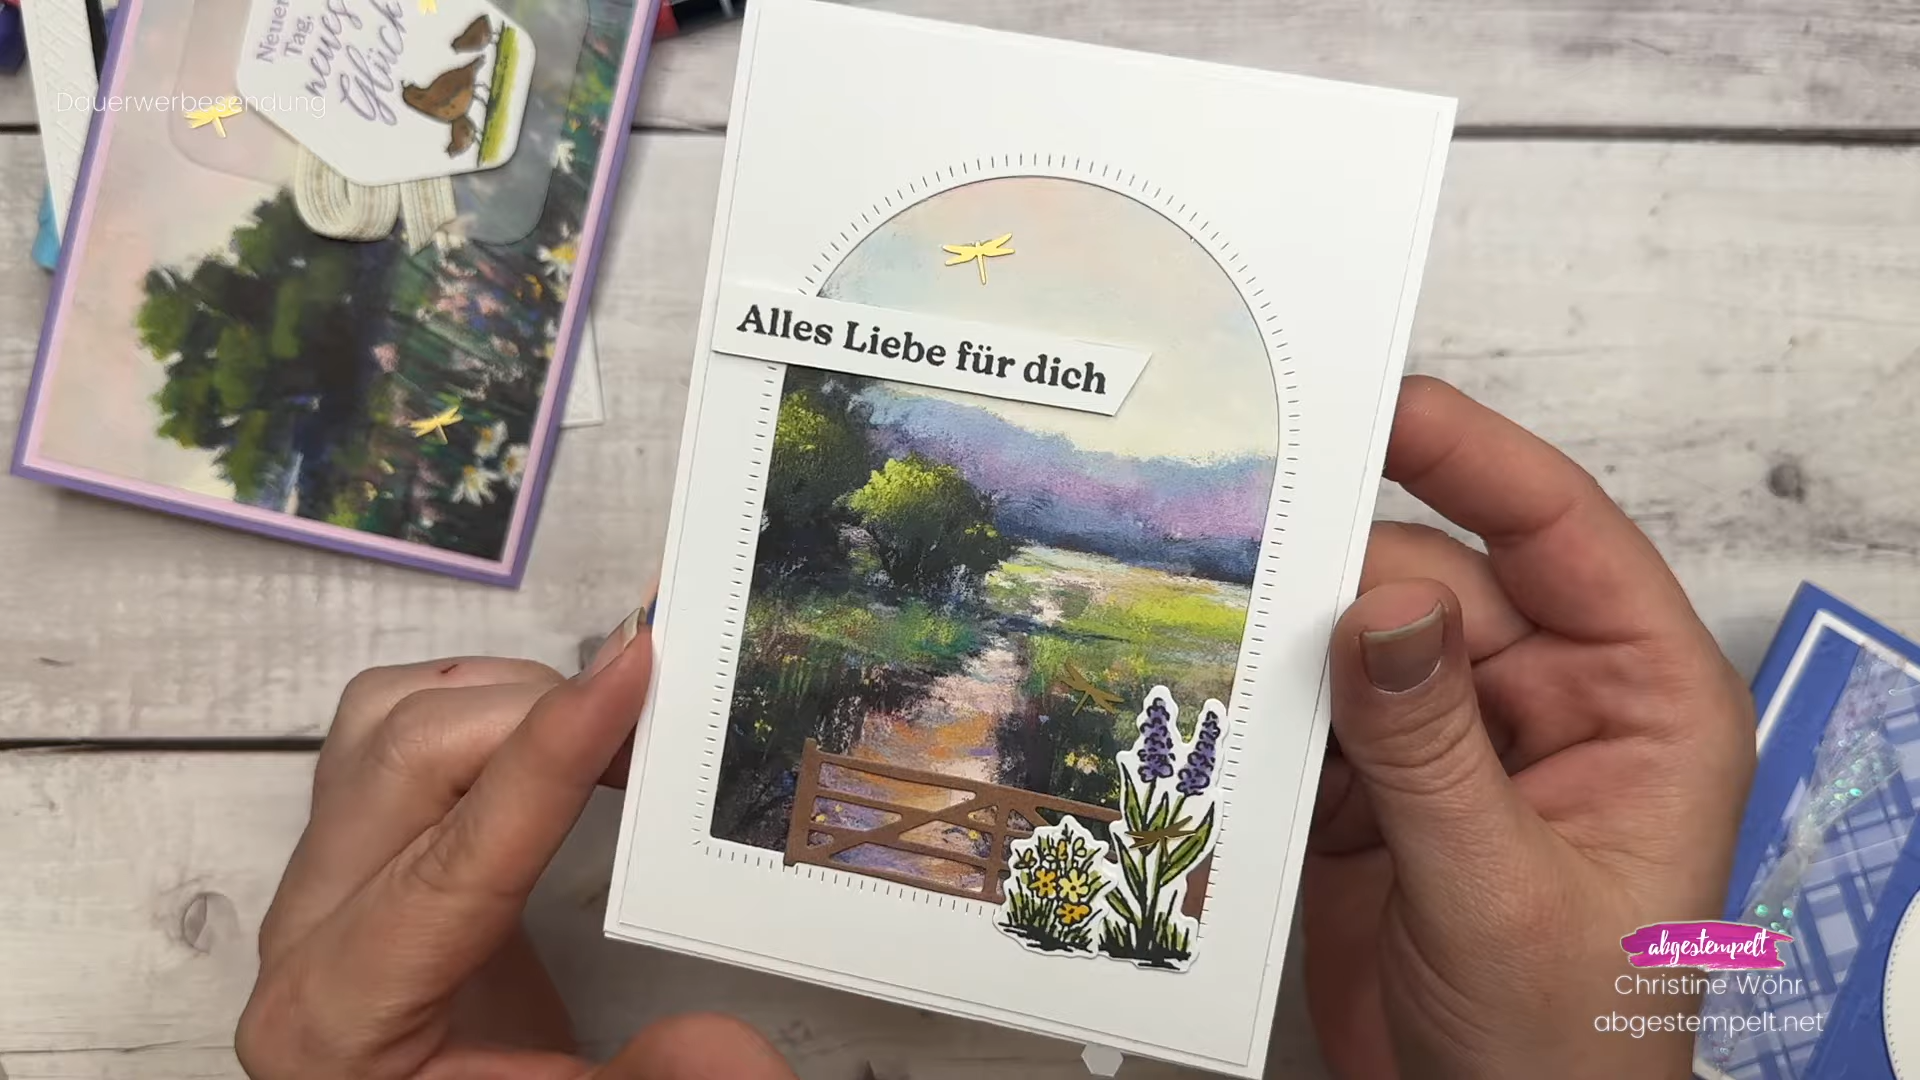 Neuer
Tag,
neues
Glück
Dauerwerbesendung
Alles Liebe für dich
abgestempelt
Christine Wöhr
abgestempelt.net